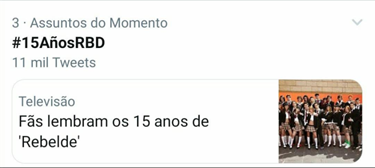 3 · Assuntos do Momento
#15AñosRBD
11 mil Tweets
Televisão
Fãs lembram os 15 anos de
'Rebelde'